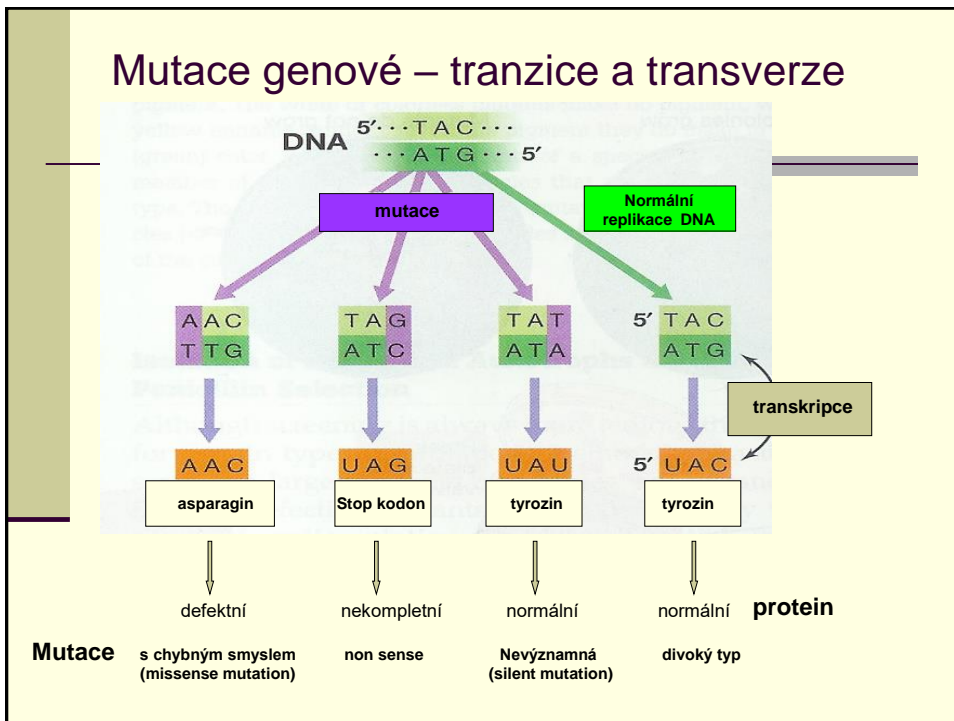 Mutace genové – tranzice a transverze
DNA 5′···TAC···
···ATG···5′
mutace
Normální
replikace DNA
AAC TAG TAT 5′ TAC
TTG ATC ATA ATG
transkripce
AAC UAG UAU 5′ UAC
asparagin Stop kodon tyrozin tyrozin
defektní nekompletní normální normální protein
Mutace s chybným smyslem non sense Nevýznamná divoký typ
(missense mutation) (silent mutation)